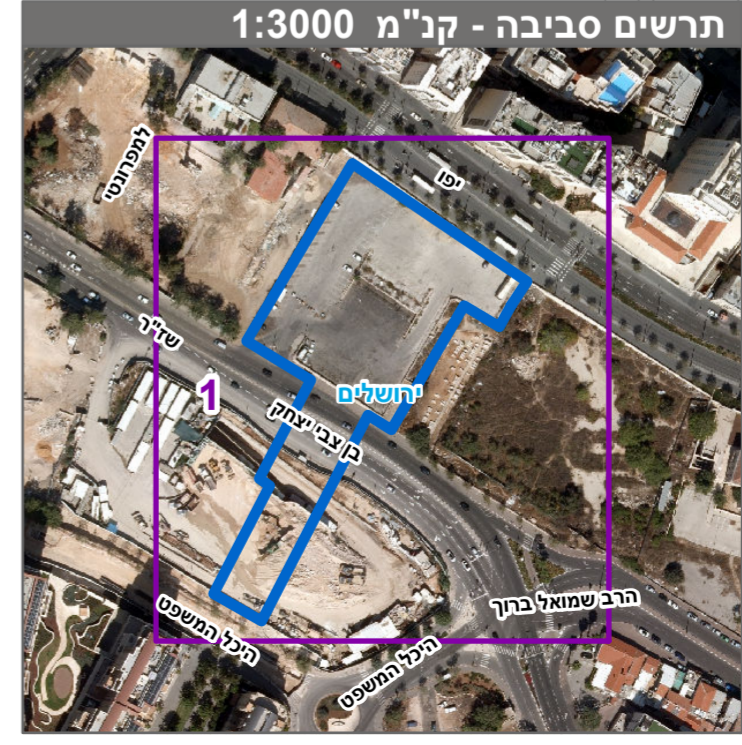 תרשים סביבה - קנ"מ 1:3000
למפרונטי
יפו
שז"ר
1
ירושלים
בן צבי יצחק
הרב שמואל ברוך
היכל המשפט
היכל המשפט